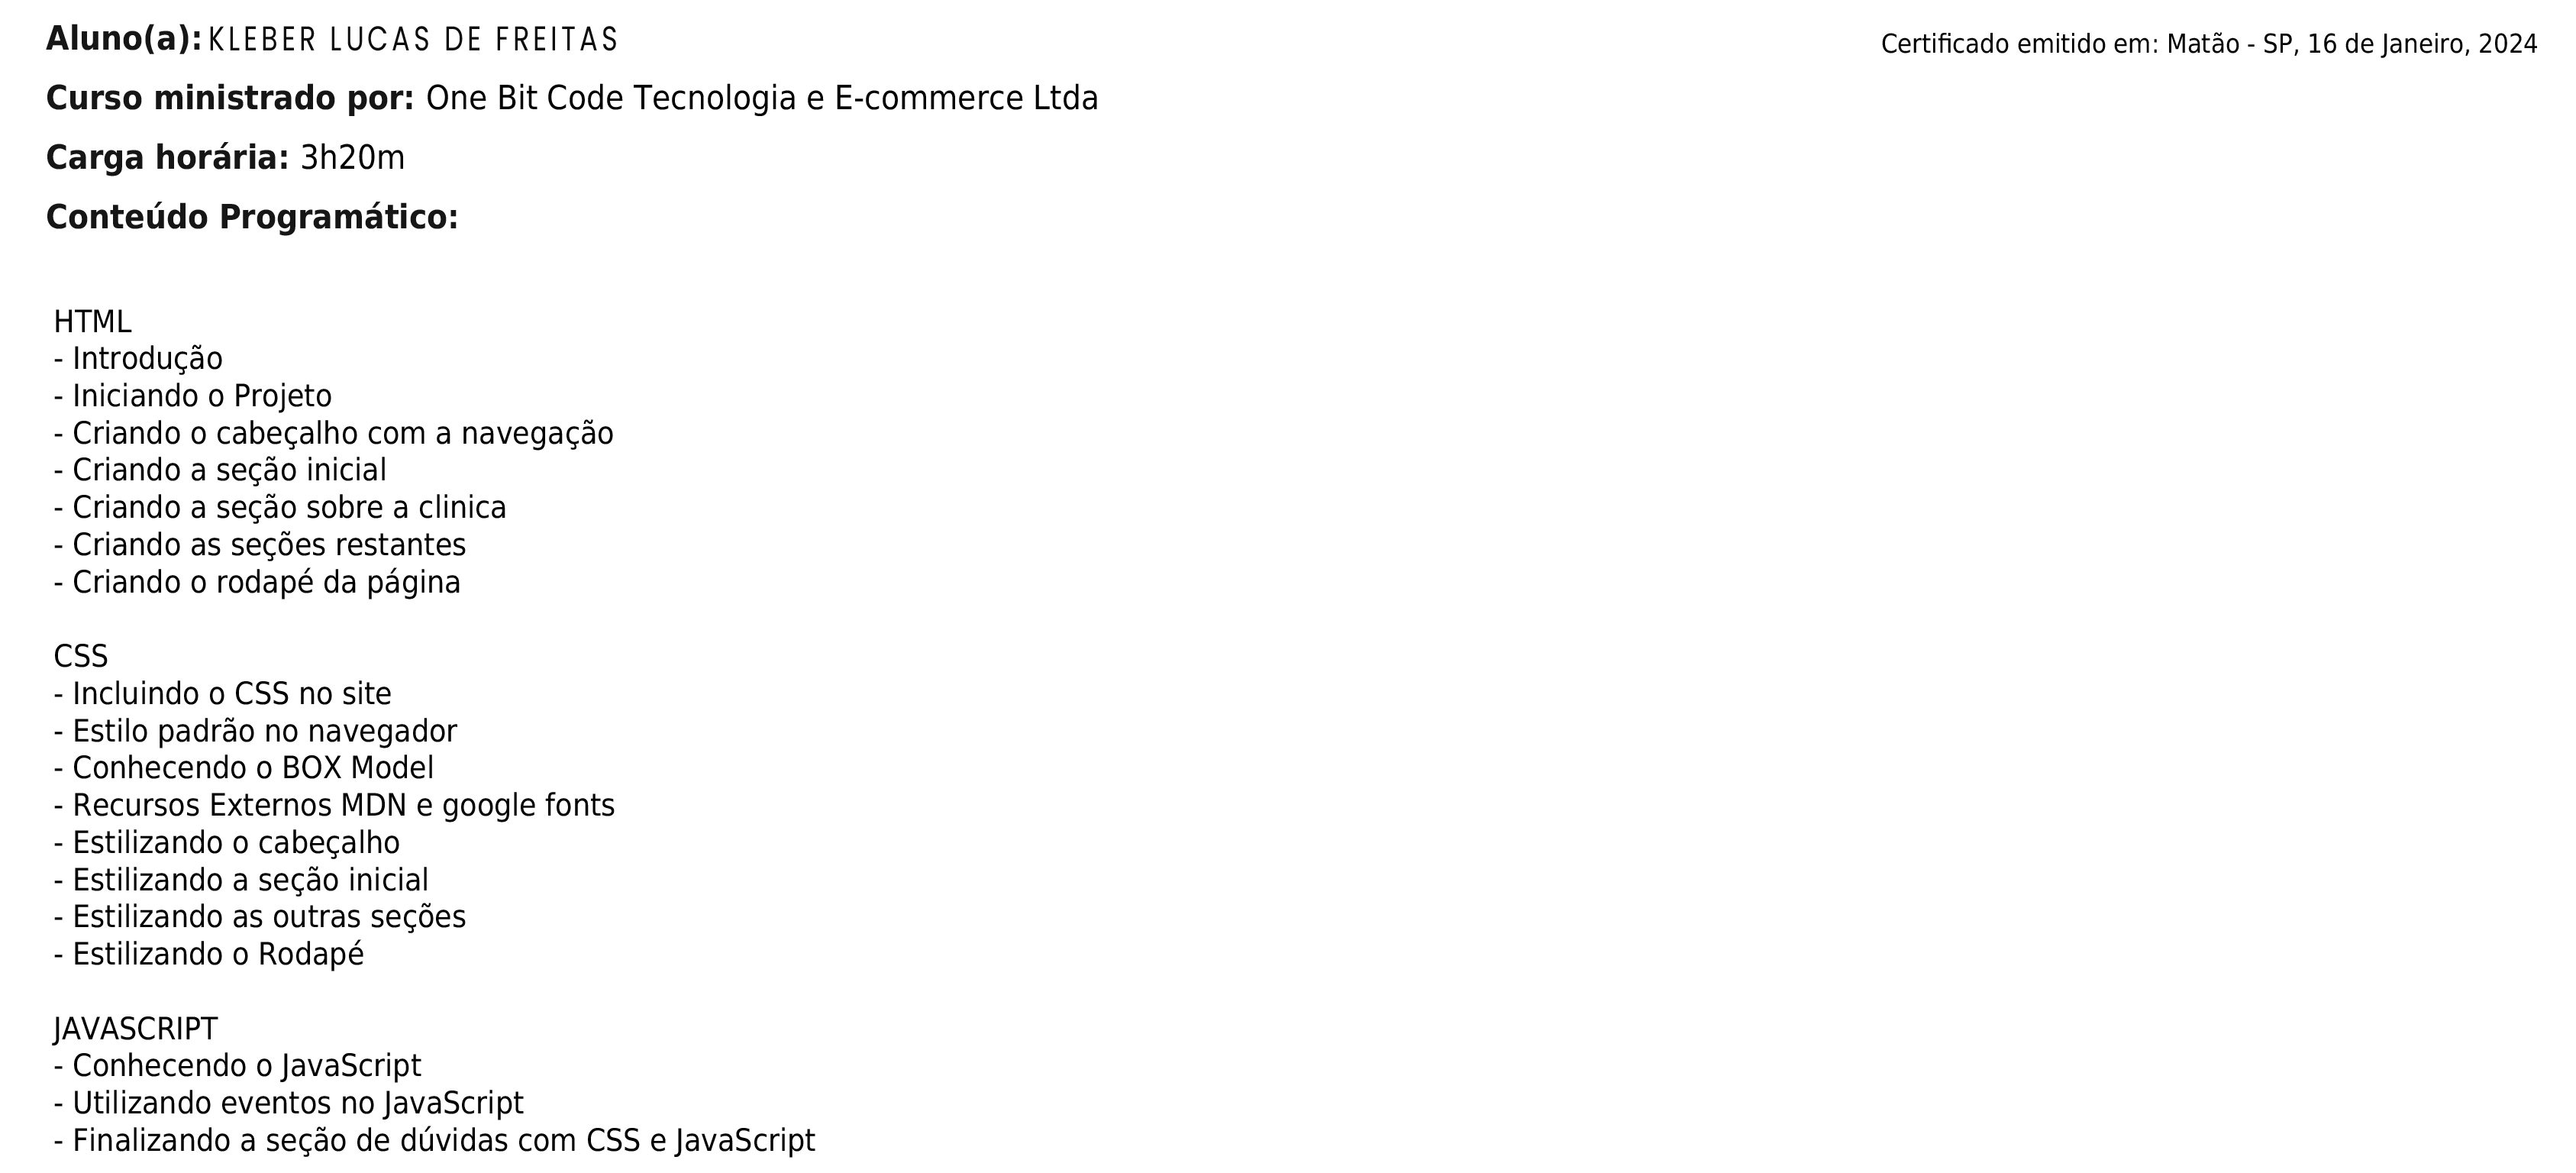 Aluno(a): KLEBER LUCAS DE FREITAS
Certificado emitido em: Matão - SP, 16 de Janeiro, 2024
Curso ministrado por: One Bit Code Tecnologia e E-commerce Ltda
Carga horária: 3h20m
Conteúdo Programático:
HTML
- Introdução
- Iniciando o Projeto
- Criando o cabeçalho com a navegação
- Criando a seção inicial
- Criando a seção sobre a clinica
- Criando as seções restantes
- Criando o rodapé da página
CSS
- Incluindo o CSS no site
- Estilo padrão no navegador
- Conhecendo o BOX Model
- Recursos Externos MDN e google fonts
- Estilizando o cabeçalho
- Estilizando a seção inicial
- Estilizando as outras seções
- Estilizando o Rodapé
JAVASCRIPT
- Conhecendo o JavaScript
- Utilizando eventos no JavaScript
- Finalizando a seção de dúvidas com CSS e JavaScript